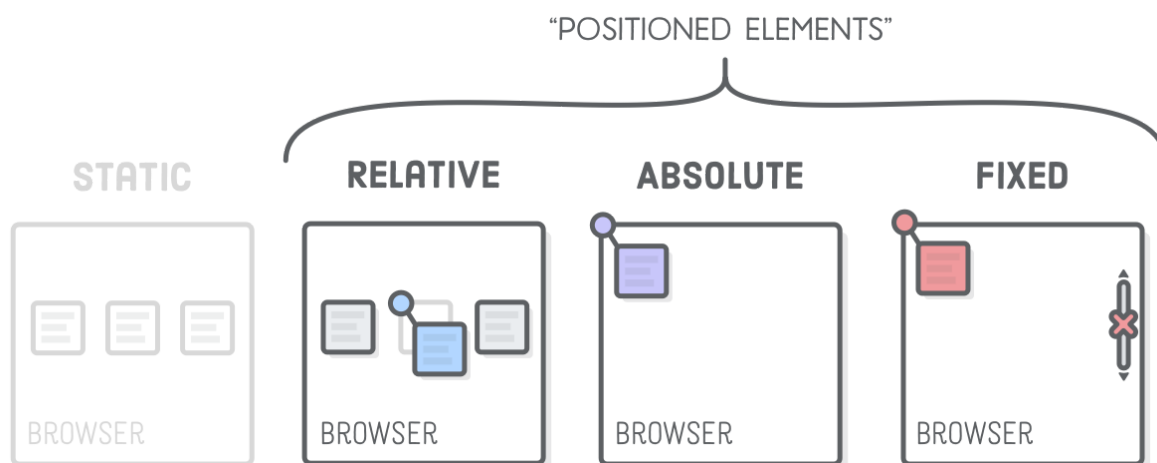 “POSITIONED ELEMENTS”
STATIC
RELATIVE
ABSOLUTE
FIXED
BROWSER
BROWSER
BROWSER
BROWSER